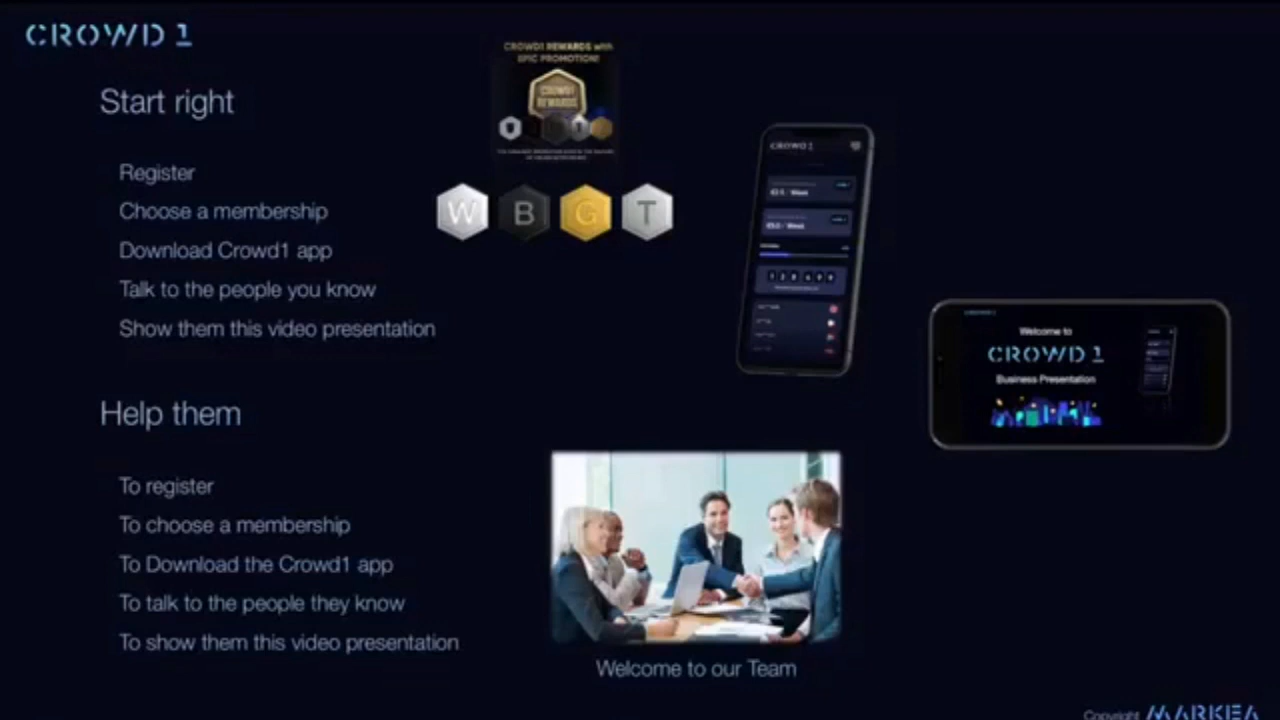 CROWD 1
CROWD1 REWARDS with
EPIC PROMOTION!
CROWD1
REWARDS
Start right
Register
Choose a membership
Download Crowd1 app
Talk to the people you know
Show them this video presentation
W B G T
CROWD 1
Welcome to
CROWD 1
Business Presentation
Help them
To register
To choose a membership
To Download the Crowd1 app
To talk to the people they know
To show them this video presentation
Welcome to our Team
Copyright MARKEA